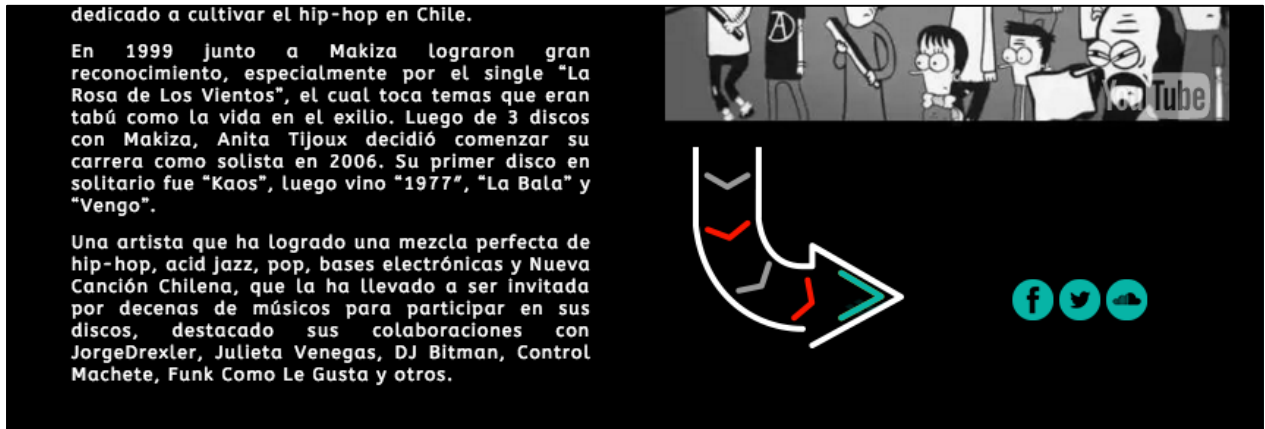 dedicado a cultivar el hip-hop en Chile.
En 1999 junto a Makiza lograron gran
reconocimiento, especialmente por el single “La
Rosa de Los Vientos”, el cual toca temas que eran
tabú como la vida en el exilio. Luego de 3 discos
con Makiza, Anita Tijoux decidió comenzar su
carrera como solista en 2006. Su primer disco en
solitario fue “Kaos”, luego vino “1977″, “La Bala” y
“Vengo”.
Una artista que ha logrado una mezcla perfecta de
hip-hop, acid jazz, pop, bases electrónicas y Nueva
Canción Chilena, que la ha llevado a ser invitada
por decenas de músicos para participar en sus
discos, destacado sus colaboraciones con
JorgeDrexler, Julieta Venegas, DJ Bitman, Control
Machete, Funk Como Le Gusta y otros.
YouTube